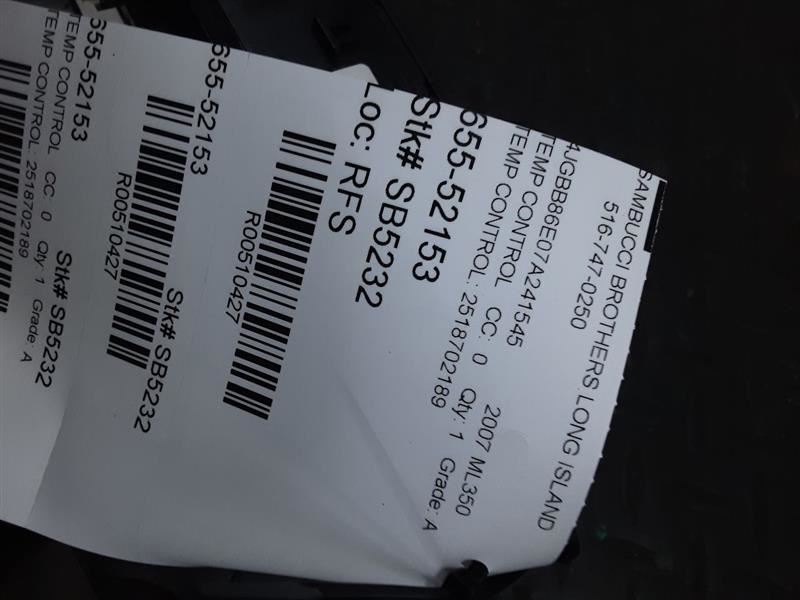 SAMBUCCI BROTHERS LONG ISLAND
516-747-0250
4JGBB86E07A241545 2007 ML350
TEMP CONTROL CC: 0 Qty: 1 Grade: A
TEMP CONTROL: 2518702189
655-52153
Stk# SB5232
Loc: RFS
R00510427
655-52153 Stk# SB5232
R00510427
655-52153 Stk# SB5232
TEMP CONTROL CC: 0 Qty: 1 Grade: A
TEMP CONTROL: 2518702189